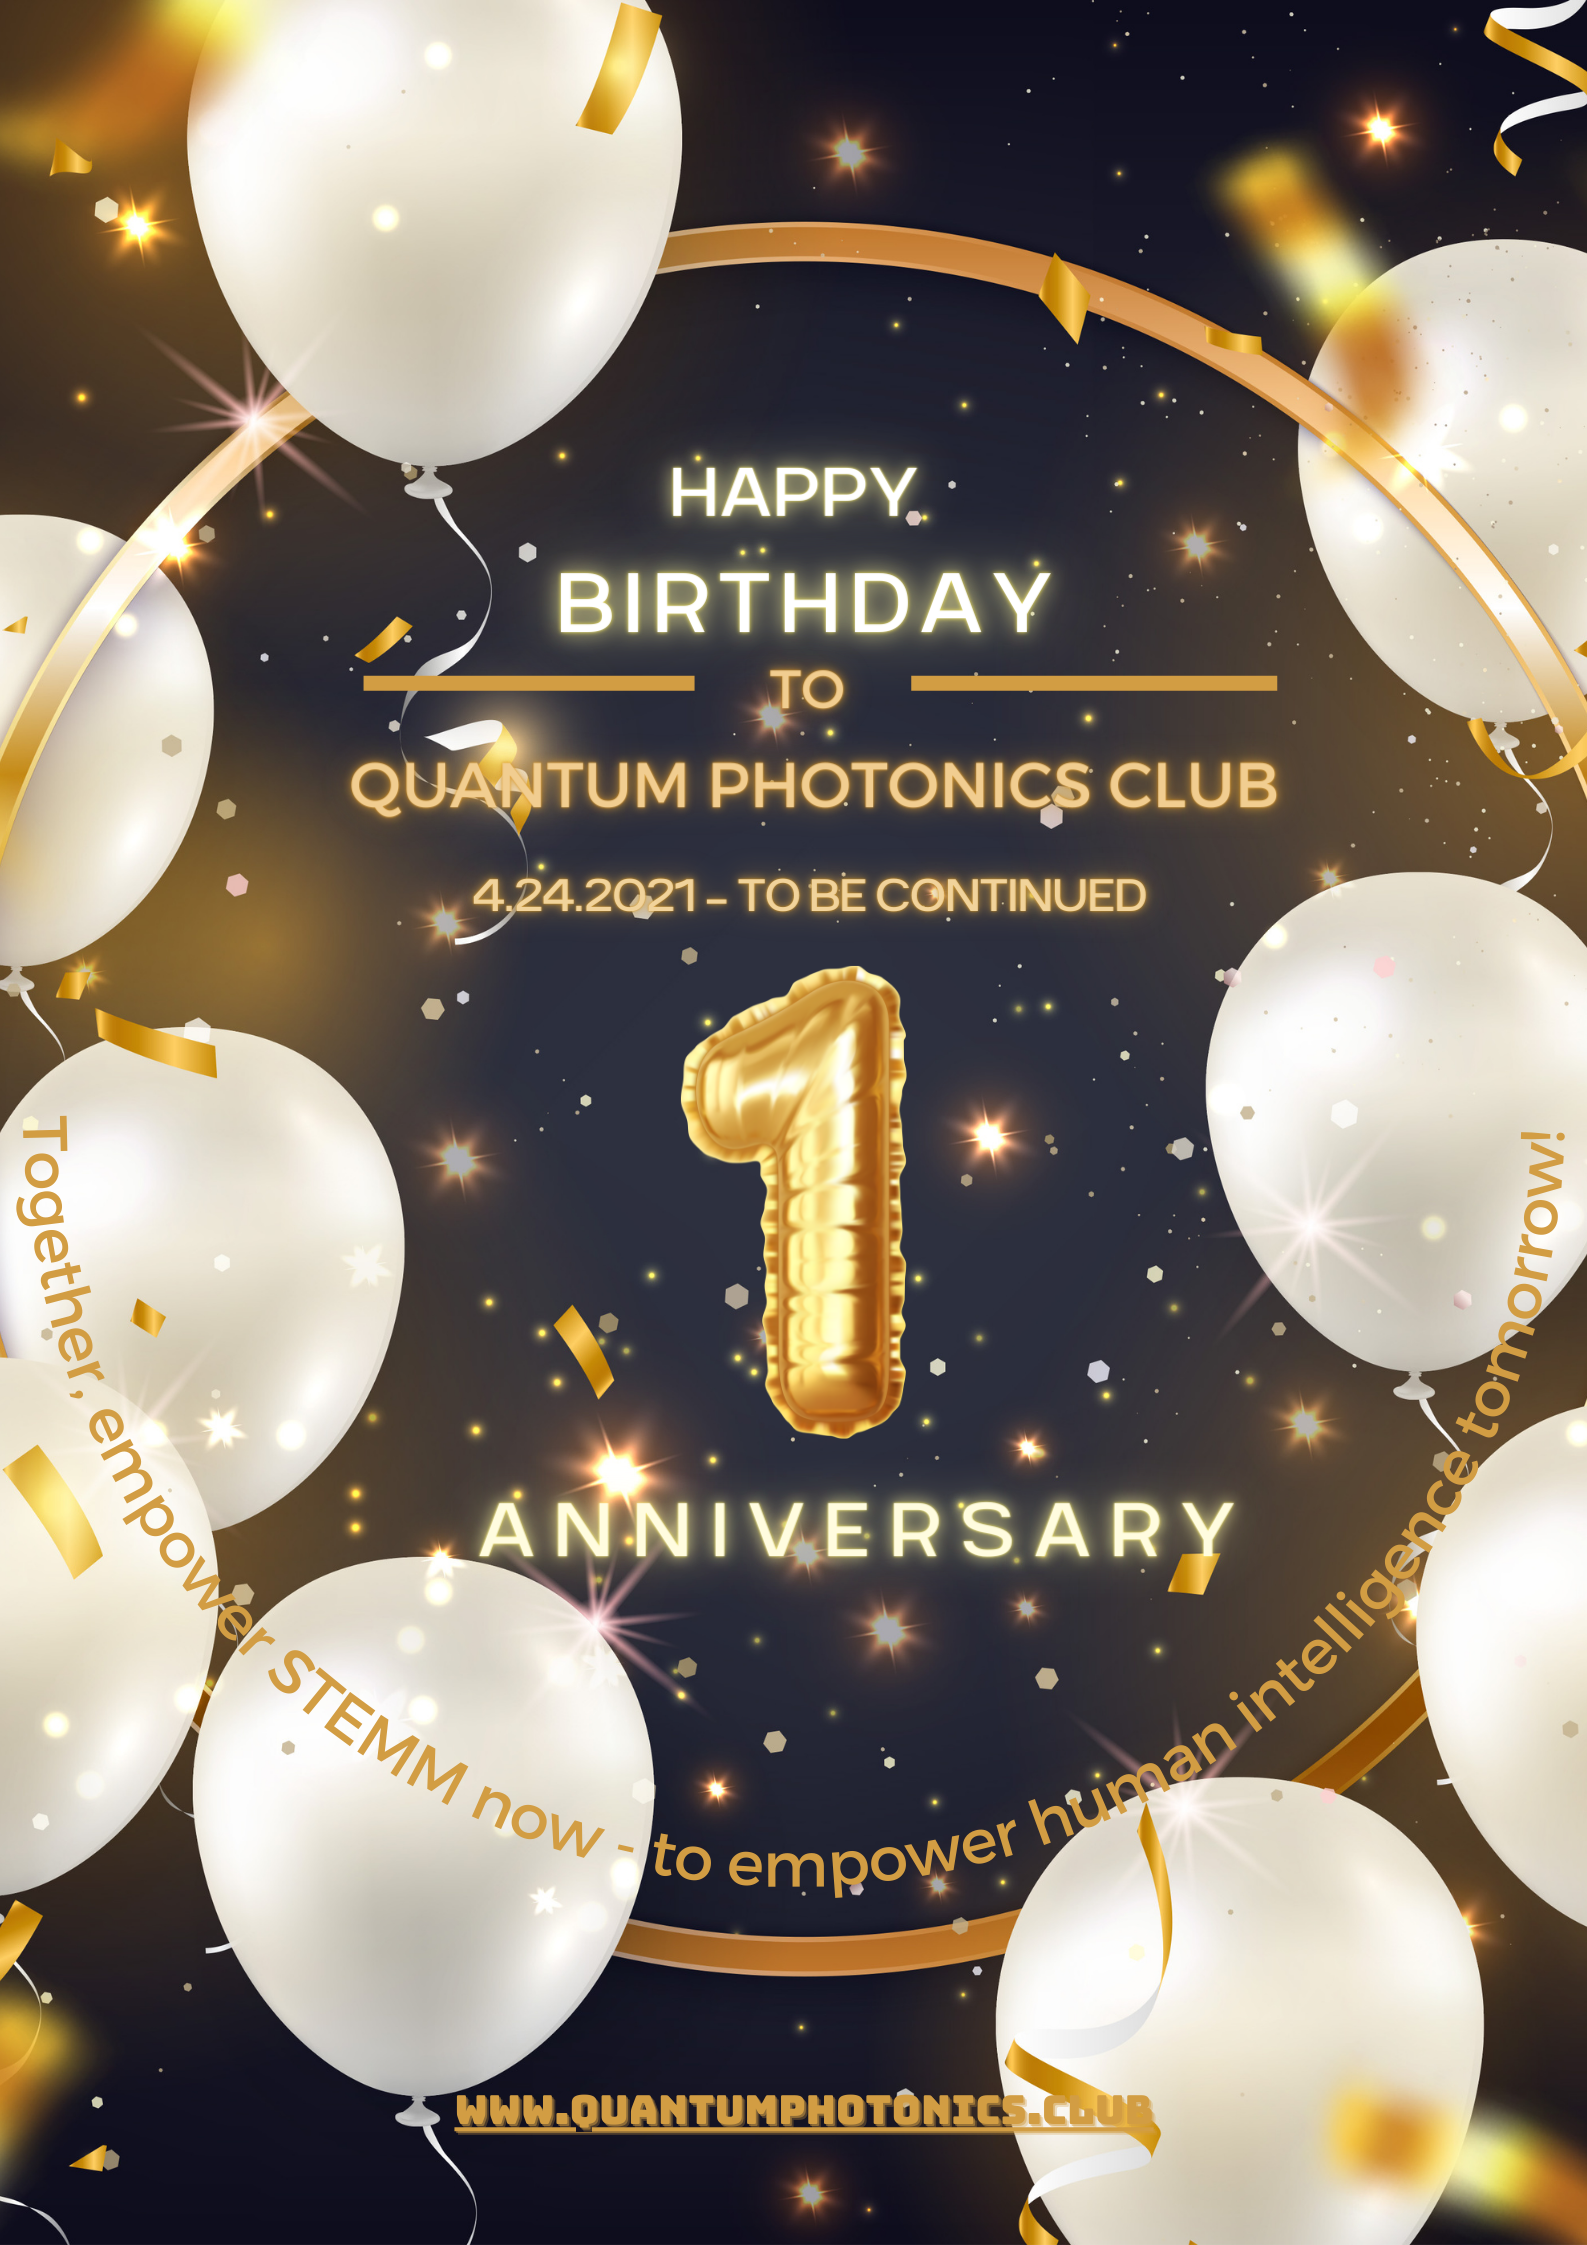 HAPPY
BIRTHDAY
TO
QUANTUM PHOTONICS CLUB
4.24.2021 – TO BE CONTINUED
1
ANNIVERSARY
Together, empower STEMM now - to empower human intelligence tomorrow!
WWW.QUANTUMPHOTONICS.CLUB